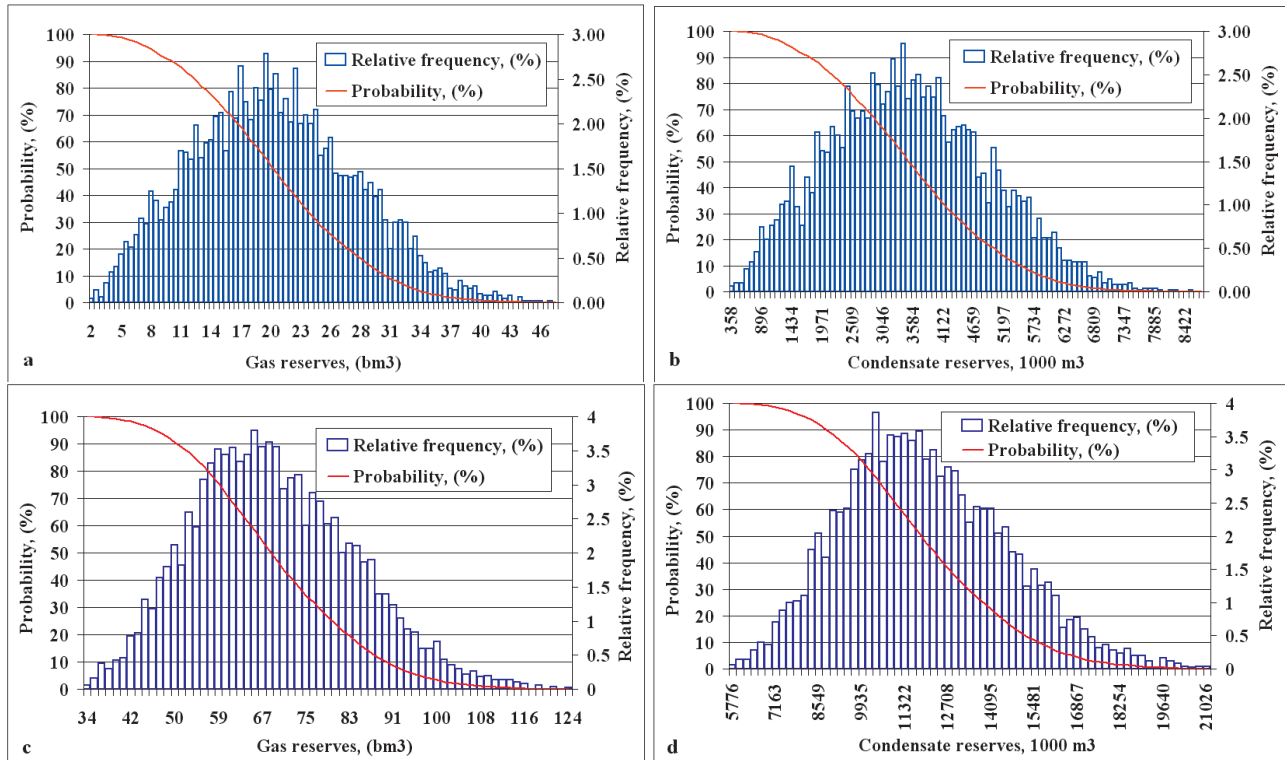 100
90
80
70
60
50
40
30
20
10
0
Probability, (%)
3.00
2.50
2.00
1.50
1.00
0.50
0.00
Relative frequency, (%)
Relative frequency, (%)
Probability, (%)
2 5 8 11 14 17 20 23 26 28 31 34 37 40 43 46
Gas reserves, (bm3)
a
100
90
80
70
60
50
40
30
20
10
0
Probability, (%)
3.00
2.50
2.00
1.50
1.00
0.50
0.00
Relative frequency, (%)
Relative frequency, (%)
Probability, (%)
358 896 1434 1971 2509 3046 3584 4122 4659 5197 5734 6272 6809 7347 7885 8422
Condensate reserves, 1000 m3
b
100
90
80
70
60
50
40
30
20
10
0
Probability, (%)
4
3.5
3
2.5
2
1.5
1
0.5
0
Relative frequency, (%)
Relative frequency, (%)
Probability, (%)
34 42 50 59 67 75 83 91 100 108 116 124
Gas reserves, (bm3)
c
100
90
80
70
60
50
40
30
20
10
0
Probability, (%)
4
3.5
3
2.5
2
1.5
1
0.5
0
Relative frequency, (%)
Relative frequency, (%)
Probability, (%)
5776 7163 8549 9935 11322 12708 14095 15481 16867 18254 19640 21026
Condensate reserves, 1000 m3
d